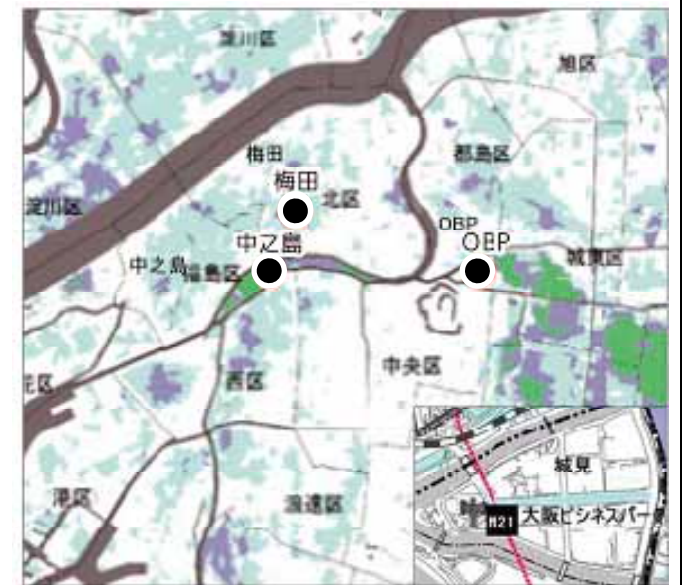 淀川区
旭区
梅田
都島区
梅田
北区
淀川区
OBP
中之島
OBP
城東区
中之島
福島区
中央区
西区
城見
港区
浪速区
N21
大阪ビジネスパー